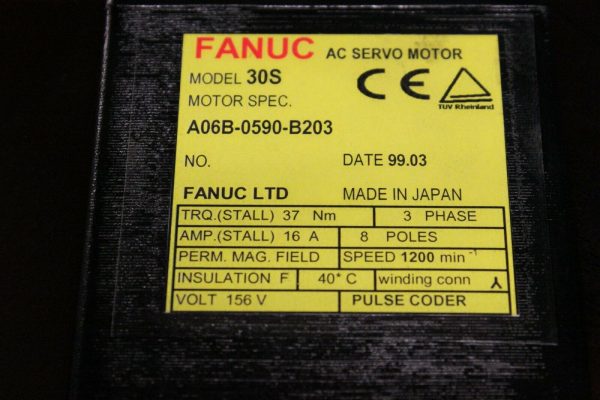 FANUC AC SERVO MOTOR
MODEL 30S
MOTOR SPEC.
CE
TUV Rheinland
A06B-0590-B203
NO. DATE 99.03
FANUC LTD MADE IN JAPAN
TRQ.(STALL) 37 Nm 3 PHASE
AMP.(STALL) 16 A 8 POLES
PERM. MAG. FIELD SPEED 1200 min⁻¹
INSULATION F 40° C winding conn
VOLT 156 V PULSE CODER